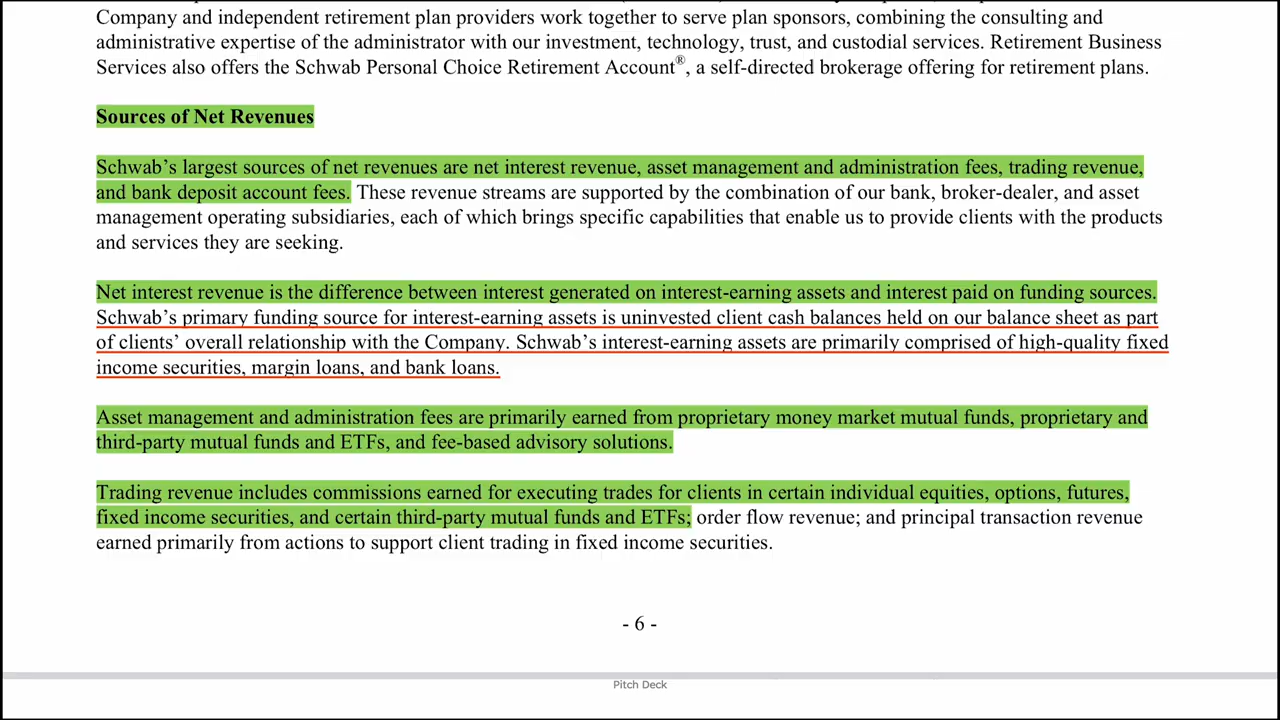 Company and independent retirement plan providers work together to serve plan sponsors, combining the consulting and
administrative expertise of the administrator with our investment, technology, trust, and custodial services. Retirement Business
Services also offers the Schwab Personal Choice Retirement Account®, a self-directed brokerage offering for retirement plans.
Sources of Net Revenues
Schwab’s largest sources of net revenues are net interest revenue, asset management and administration fees, trading revenue,
and bank deposit account fees. These revenue streams are supported by the combination of our bank, broker-dealer, and asset
management operating subsidiaries, each of which brings specific capabilities that enable us to provide clients with the products
and services they are seeking.
Net interest revenue is the difference between interest generated on interest-earning assets and interest paid on funding sources.
Schwab’s primary funding source for interest-earning assets is uninvested client cash balances held on our balance sheet as part
of clients’ overall relationship with the Company. Schwab’s interest-earning assets are primarily comprised of high-quality fixed
income securities, margin loans, and bank loans.
Asset management and administration fees are primarily earned from proprietary money market mutual funds, proprietary and
third-party mutual funds and ETFs, and fee-based advisory solutions.
Trading revenue includes commissions earned for executing trades for clients in certain individual equities, options, futures,
fixed income securities, and certain third-party mutual funds and ETFs; order flow revenue; and principal transaction revenue
earned primarily from actions to support client trading in fixed income securities.
- 6 -
Pitch Deck